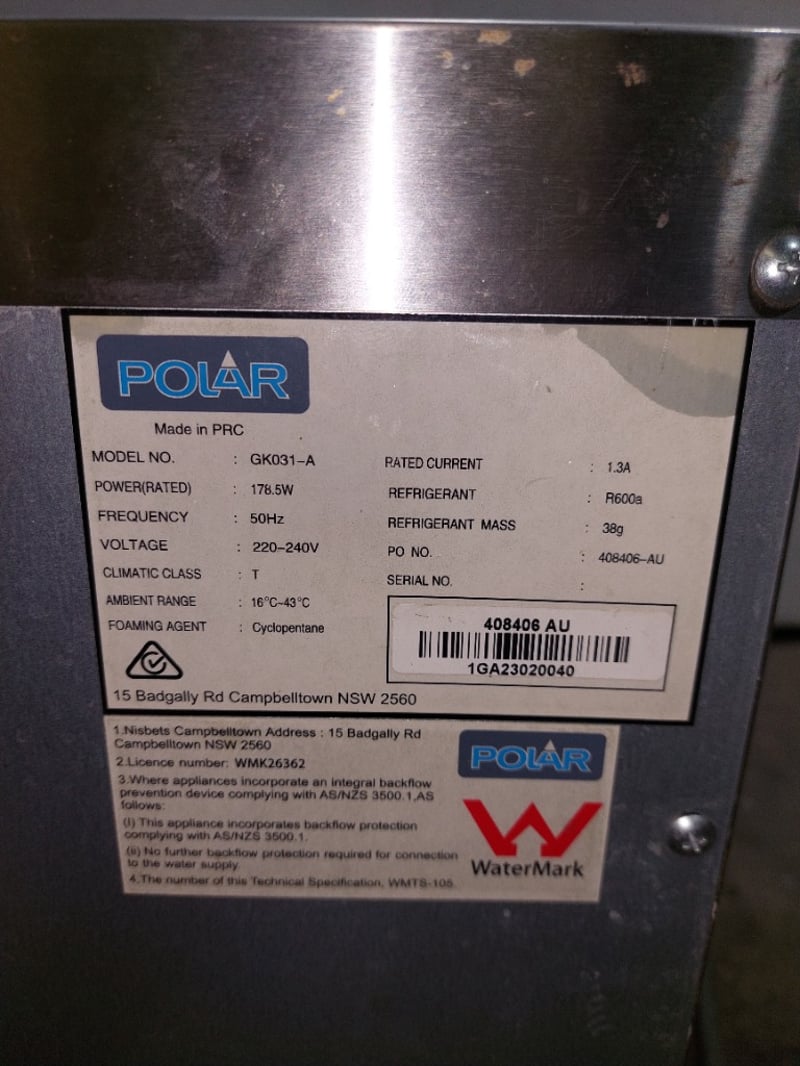 POLAR
Made in PRC
MODEL NO. : GK031-A
POWER(RATED) : 178.5W
FREQUENCY : 50Hz
VOLTAGE : 220-240V
CLIMATIC CLASS : T
AMBIENT RANGE : 16°C~43°C
FOAMING AGENT : Cyclopentane
RATED CURRENT : 1.3A
REFRIGERANT : R600a
REFRIGERANT MASS : 38g
PO NO. : 408406-AU
SERIAL NO. :
408406 AU
1GA23020040
15 Badgally Rd Campbelltown NSW 2560
1.Nisbets Campbelltown Address : 15 Badgally Rd
Campbelltown NSW 2560
2.Licence number: WMK26362
3.Where appliances incorporate an integral backflow
prevention device complying with AS/NZS 3500.1,AS
follows:
(i) This appliance incorporates backflow protection
complying with AS/NZS 3500.1.
(ii) No further backflow protection required for connection
to the water supply.
4.The number of this Technical Specification, WMTS-105.
POLAR
WaterMark